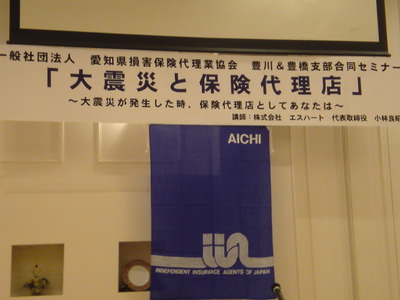 一般社団法人 愛知県損害保険代理業協会 豊川&豊橋支部合同セミナー
「大震災と保険代理店」
～大震災が発生した時、保険代理店としてあなたは～
講師:株式会社 エスハート 代表取締役 小林良昭
AICHI
INDEPENDENT INSURANCE AGENTS OF JAPAN